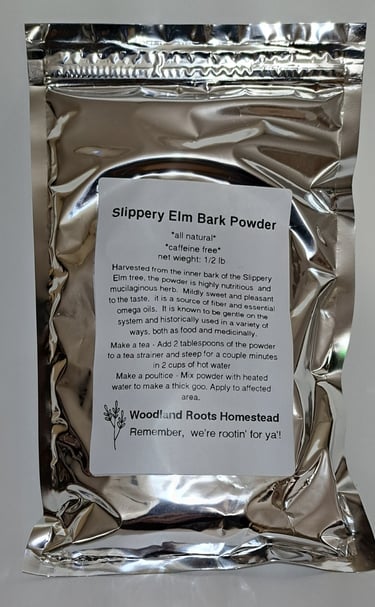 Slippery Elm Bark Powder
*all natural*
*caffeine free*
net weight: 1/2 lb
Harvested from the inner bark of the Slippery
Elm tree, the powder is highly nutritious and
mucilaginous herb. Mildly sweet and pleasant
to the taste, it is a source of fiber and essential
omega oils. It is known to be gentle on the
system and historically used in a variety of
ways, both as food and medicinally.
Make a tea - Add 2 tablespoons of the powder
to a tea strainer and steep for a couple minutes
in 2 cups of hot water
Make a poultice - Mix powder with heated
water to make a thick goo. Apply to affected
area.
Woodland Roots Homestead
Remember, we're rootin' for ya'!